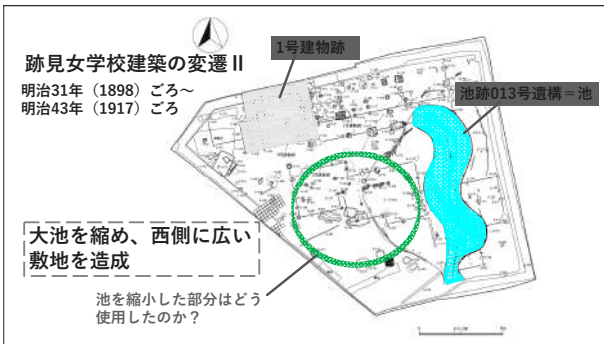 跡見女学校建築の変遷Ⅱ
明治31年（1898）ごろ～
明治43年（1917）ごろ
1号建物跡
池跡013号遺構＝池
大池を縮め、西側に広い
敷地を造成
池を縮小した部分はどう
使用したのか？